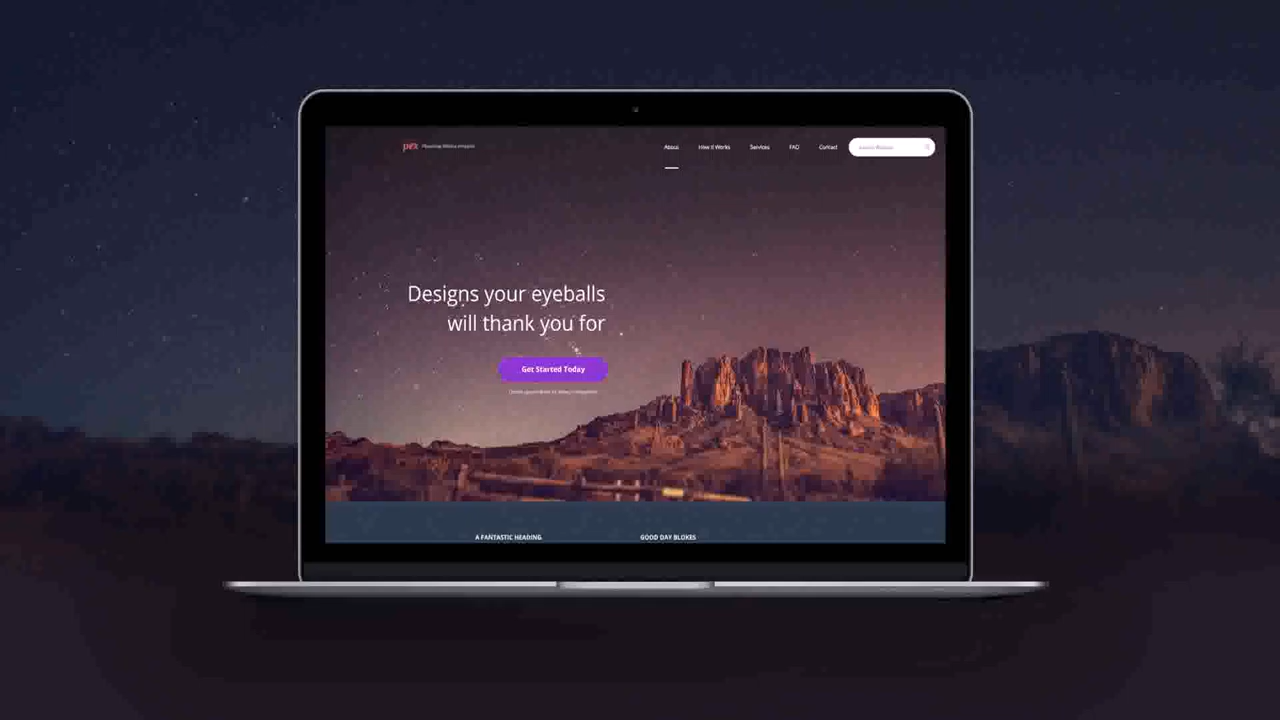 pex
About
How It Works
Services
FAQ
Contact
Designs your eyeballs
will thank you for
Get Started Today
A FANTASTIC HEADING
GOOD DAY BLOKES